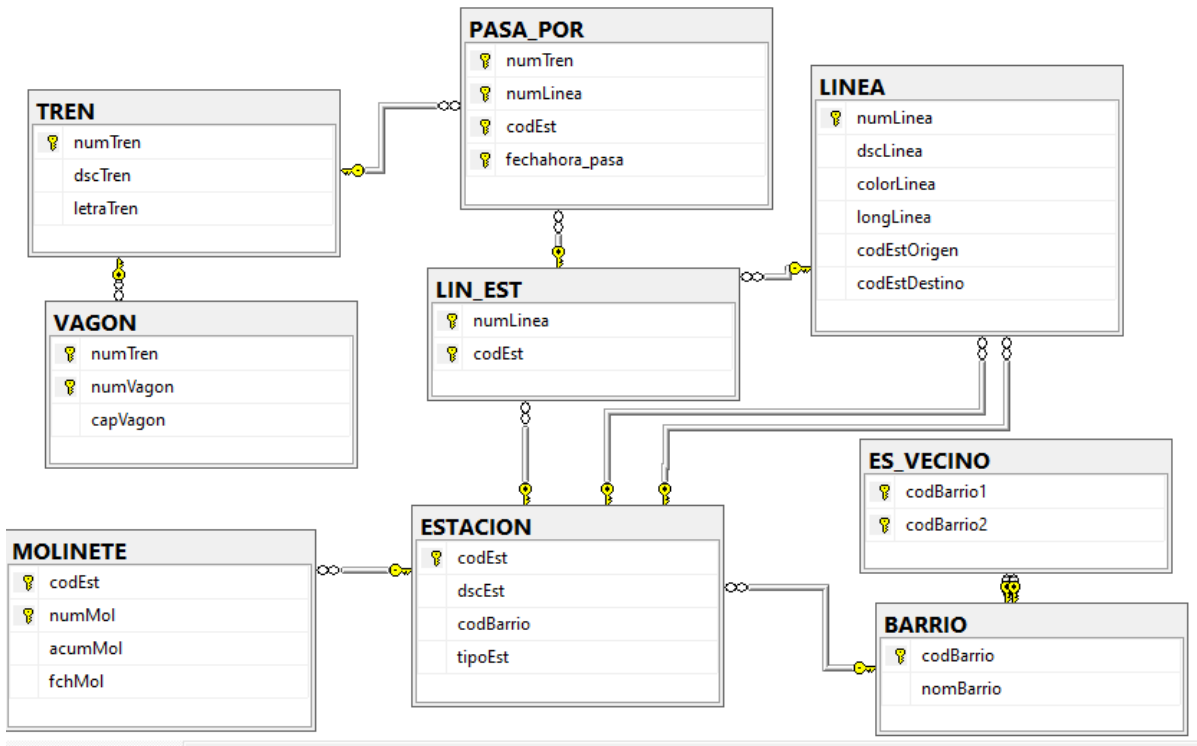 PASA_POR
numTren
numLinea
codEst
fechahora_pasa
LINEA
numLinea
dscLinea
colorLinea
longLinea
codEstOrigen
codEstDestino
TREN
numTren
dscTren
letraTren
LIN_EST
numLinea
codEst
VAGON
numTren
numVagon
capVagon
ES_VECINO
codBarrio1
codBarrio2
ESTACION
codEst
dscEst
codBarrio
tipoEst
MOLINETE
codEst
numMol
acumMol
fchMol
BARRIO
codBarrio
nomBarrio